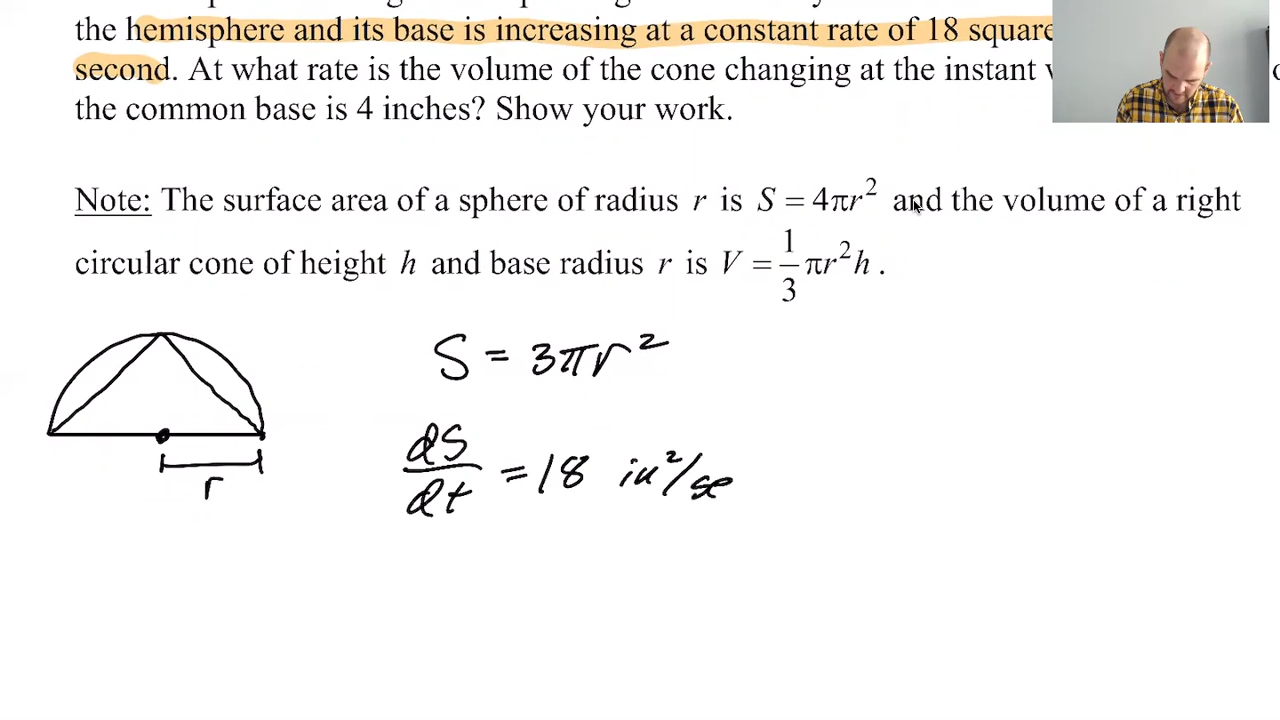 the hemisphere and its base is increasing at a constant rate of 18 square
second. At what rate is the volume of the cone changing at the instant
the common base is 4 inches? Show your work.
Note: The surface area of a sphere of radius r is S = 4πr² and the volume of a right
circular cone of height h and base radius r is V = 1/3 πr²h.
S = 3πr²
dS/dt = 18 in²/se
r